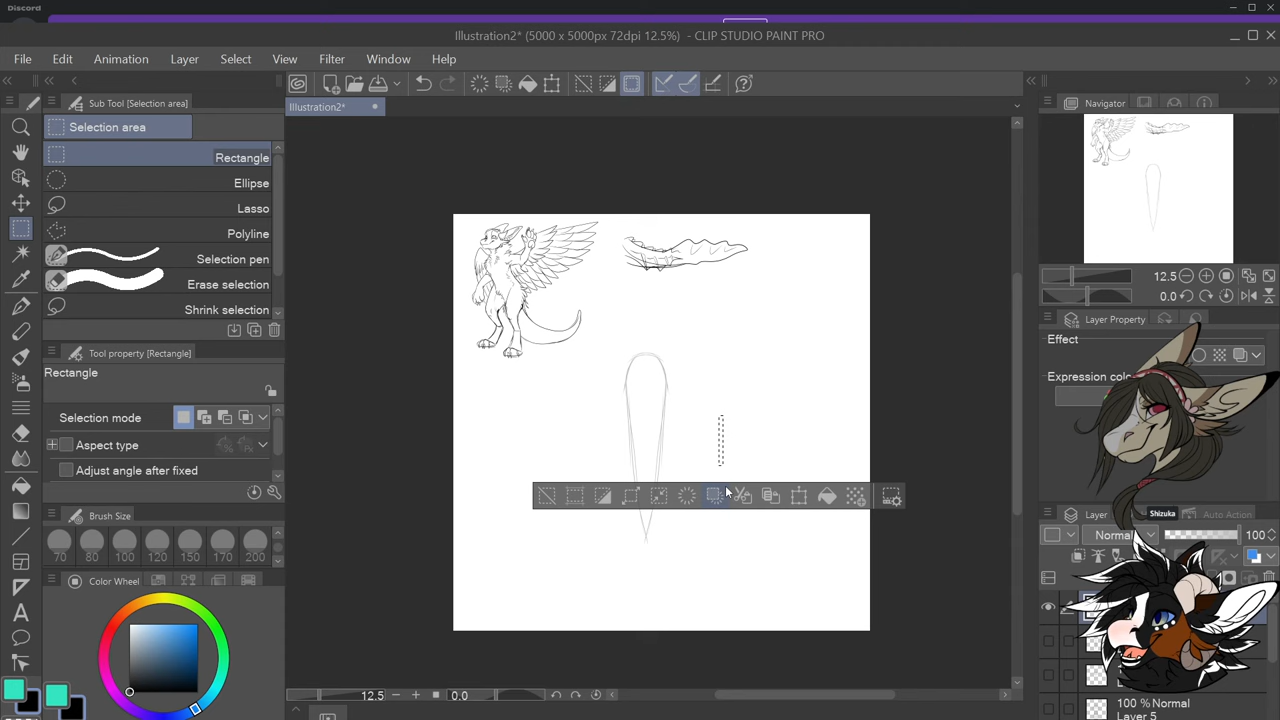 Discord
Illustration2* (5000 x 5000px 72dpi 12.5%) - CLIP STUDIO PAINT PRO
File Edit Animation Layer Select View Filter Window Help
Sub Tool [Selection area]
Illustration2*
Navigator
Selection area
Rectangle
Ellipse
Lasso
Polyline
Selection pen
Erase selection
Shrink selection
12.5
0.0
Layer Property
Effect
Tool property [Rectangle]
Rectangle
Expression
Selection mode
Aspect type
Adjust angle after fixed
Brush Size
Layer
Shizuka
Auto Action
Normal
100
70 80 100 120 150 170 200
Color Wheel
12.5
0.0
100 % Normal
Layer 5